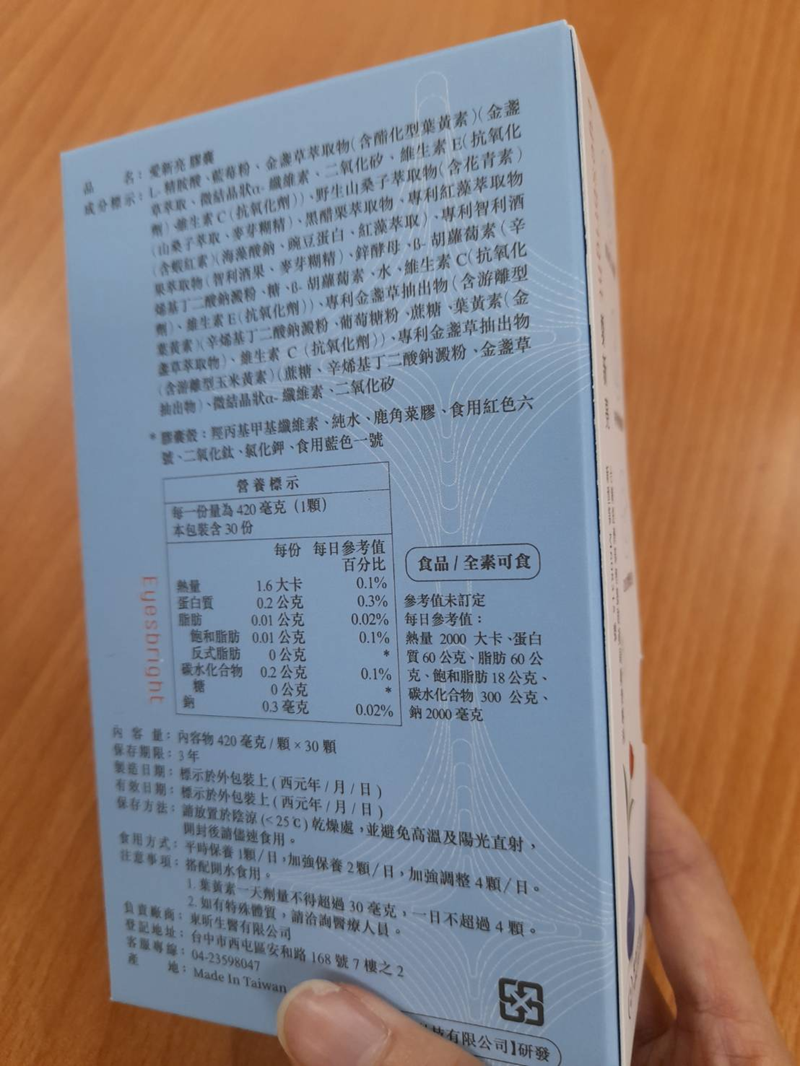 品名：愛新亮 膠囊
成分標示：L-精胺酸、藍莓粉、金盞草萃取物(含酯化型葉黃素)(金盞
草萃取、微結晶狀α-纖維素、二氧化矽、維生素E(抗氧化
劑)、維生素C(抗氧化劑))、野生山桑子萃取物(含花青素)
(山桑子萃取、麥芽糊精)、黑醋栗萃取物、專利紅藻萃取物
(含蝦紅素)(海藻酸鈉、豌豆蛋白、紅藻萃取)、專利智利酒
果萃取物(智利酒果、麥芽糊精)、鋅酵母、β-胡蘿蔔素(辛
烯基丁二酸鈉澱粉、糖、β-胡蘿蔔素、水、維生素C(抗氧化
劑)、維生素E(抗氧化劑))、專利金盞草抽出物(含游離型
葉黃素)(辛烯基丁二酸鈉澱粉、葡萄糖粉、蔗糖、葉黃素(金
盞草萃取物)、維生素 C (抗氧化劑))、專利金盞草抽出物
(含游離型玉米黃素)(蔗糖、辛烯基丁二酸鈉澱粉、金盞草
抽出物)、微結晶狀α-纖維素、二氧化矽
*膠囊殼：羥丙基甲基纖維素、純水、鹿角菜膠、食用紅色六
號、二氧化鈦、氯化鉀、食用藍色一號
營養標示
每一份量為 420 毫克 (1顆)
本包裝含 30 份
每份 每日參考值
百分比
熱量 1.6 大卡 0.1%
蛋白質 0.2 公克 0.3%
脂肪 0.01 公克 0.02%
飽和脂肪 0.01 公克 0.1%
反式脂肪 0 公克 *
碳水化合物 0.2 公克 0.1%
糖 0 公克 *
鈉 0.3 毫克 0.02%
食品 / 全素可食
參考值未訂定
每日參考值：
熱量 2000 大卡、蛋白
質 60 公克、脂肪 60 公
克、飽和脂肪 18 公克、
碳水化合物 300 公克、
鈉 2000 毫克
Eyesbright
內容量：內容物 420 毫克 / 顆 × 30 顆
保存期限：3 年
製造日期：標示於外包裝上 (西元年 / 月 / 日)
有效日期：標示於外包裝上 (西元年 / 月 / 日)
保存方法：請放置於陰涼 (<25℃) 乾燥處，並避免高溫及陽光直射，
開封後請儘速食用。
食用方式：平時保養 1顆/日，加強保養 2顆/日，加強調整 4顆/日。
搭配開水食用。
注意事項：1. 葉黃素一天劑量不得超過 30 毫克，一日不超過 4 顆。
2. 如有特殊體質，請洽詢醫療人員。
負責廠商：東昕生醫有限公司
登記地址：台中市西屯區安和路 168 號 7 樓之 2
客服專線：04-23598047
產地：Made In Taiwan
有限公司】研發